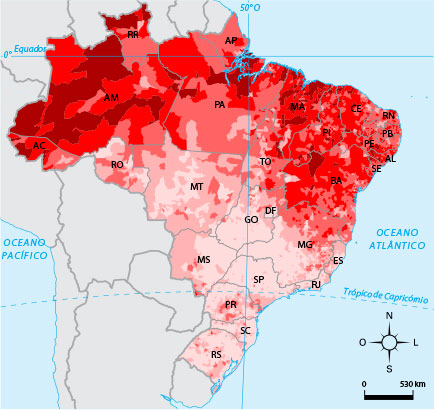 50°O
RR
AP
0° Equador
AM
PA
MA
CE
RN
PB
PI
PE
AL
SE
AC
RO
TO
BA
MT
DF
GO
OCEANO
PACÍFICO
OCEANO
ATLÂNTICO
MG
ES
MS
SP
RJ
Trópico de Capricórnio
PR
SC
RS
N
O
L
S
0
530 km